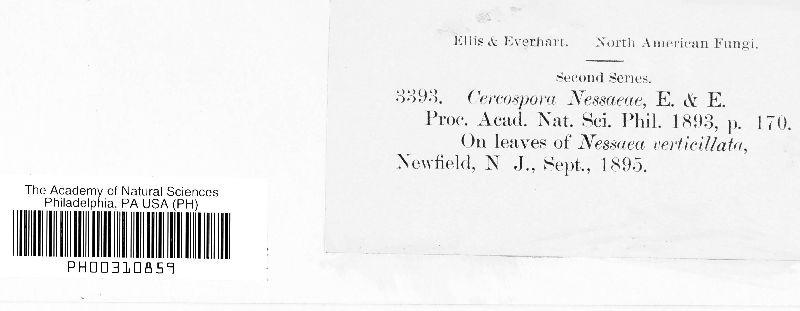 Ellis & Everhart. North American Fungi.
Second Series.
3393. Cercospora Nessaeae, E. & E.
Proc. Acad. Nat. Sci. Phil. 1893, p. 170.
On leaves of Nessaea verticillata,
Newfield, N J., Sept., 1895.
The Academy of Natural Sciences
Philadelphia, PA USA (PH)
PH00310859